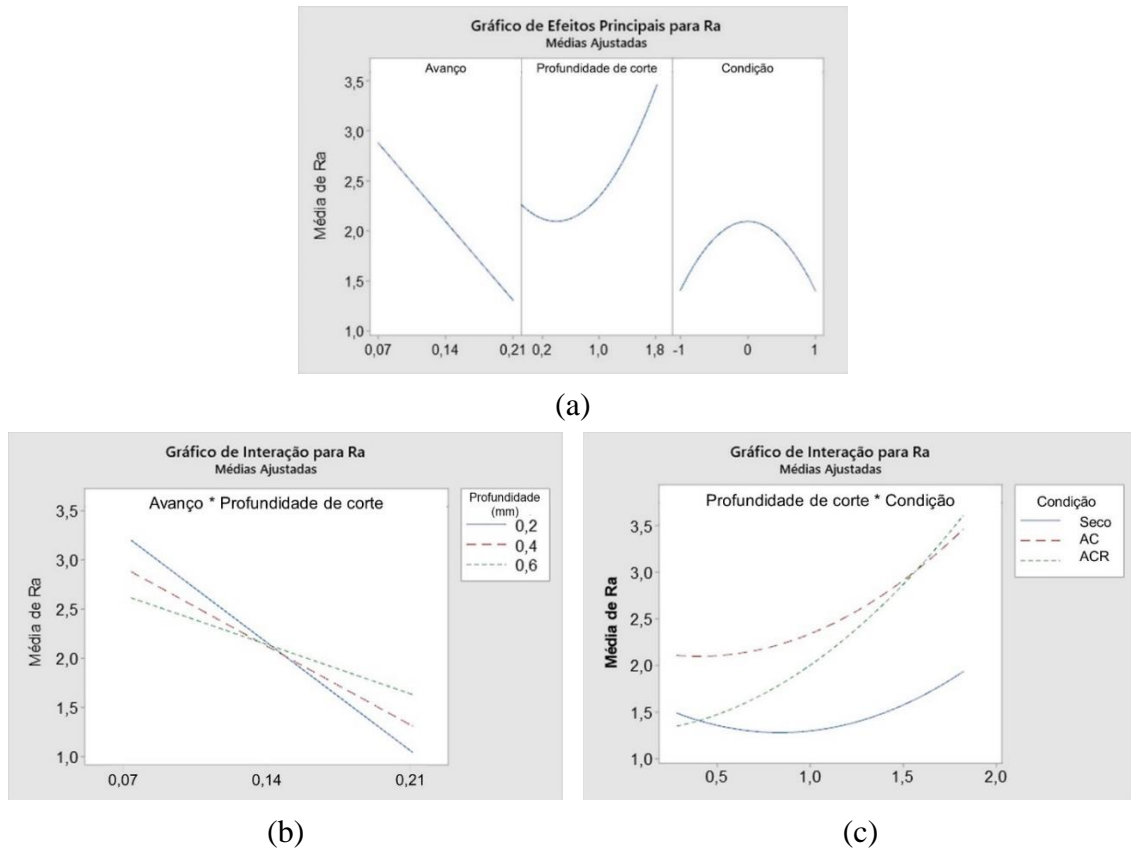 Gráfico de Efeitos Principais para Ra
Médias Ajustadas
Avanço Profundidade de corte Condição
Média de Ra
3,5
3,0
2,5
2,0
1,5
1,0
0,07 0,14 0,21 0,2 1,0 1,8 -1 0 1
(a)
Gráfico de Interação para Ra
Médias Ajustadas
Avanço * Profundidade de corte
Média de Ra
3,5
3,0
2,5
2,0
1,5
1,0
0,07 0,14 0,21
Profundidade
(mm)
0,2
0,4
0,6
(b)
Gráfico de Interação para Ra
Médias Ajustadas
Profundidade de corte * Condição
Média de Ra
3,5
3,0
2,5
2,0
1,5
1,0
0,5 1,0 1,5 2,0
Condição
Seco
AC
ACR
(c)